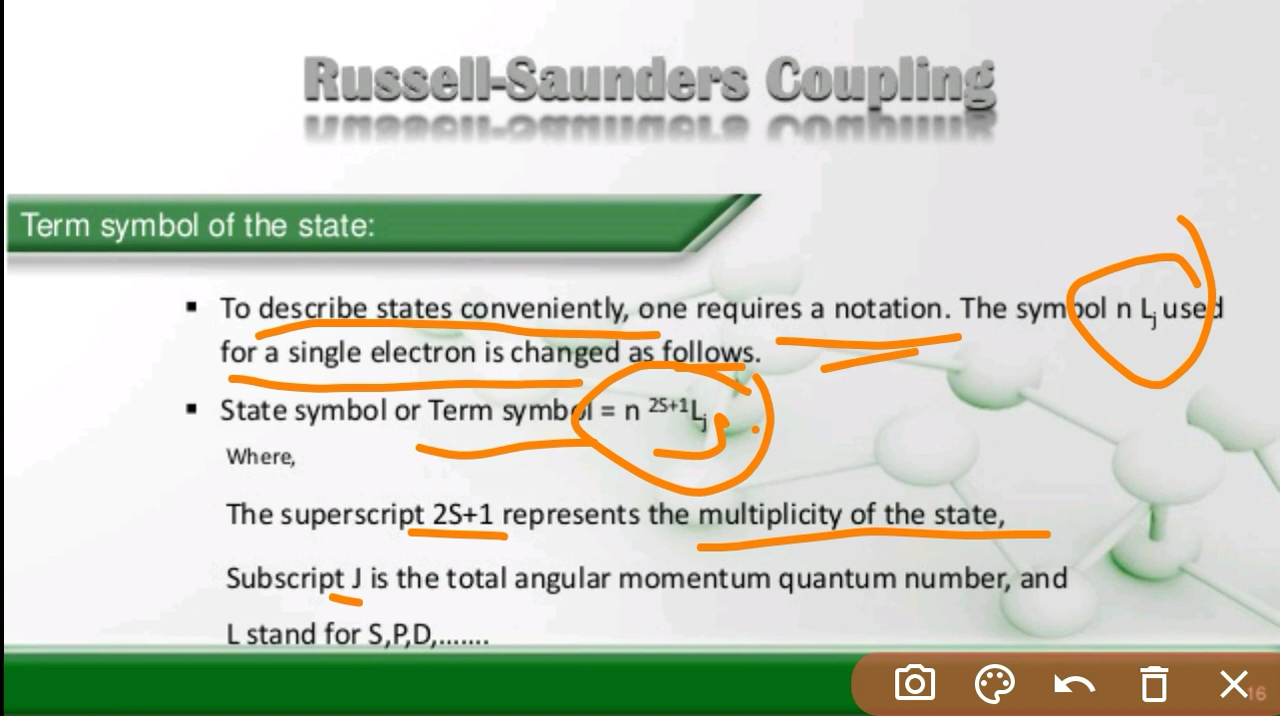 Russell-Saunders Coupling
Term symbol of the state:
▪ To describe states conveniently, one requires a notation. The symbol n Lj used
for a single electron is changed as follows.
▪ State symbol or Term symbol = n ²ˢ⁺¹Lj
Where,
The superscript 2S+1 represents the multiplicity of the state,
Subscript J is the total angular momentum quantum number, and
L stand for S,P,D,.......
16